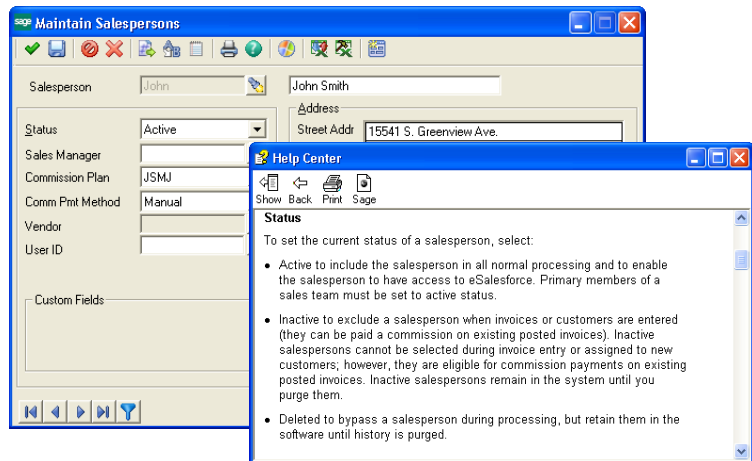 sage Maintain Salespersons
Salesperson John John Smith
Address
Status Active Street Addr 15541 S. Greenview Ave.
Sales Manager
Commission Plan JSMJ
Comm Pmt Method Manual
Vendor
User ID
Custom Fields
Help Center
Show Back Print Sage
Status
To set the current status of a salesperson, select:
• Active to include the salesperson in all normal processing and to enable
the salesperson to have access to eSalesforce. Primary members of a
sales team must be set to active status.
• Inactive to exclude a salesperson when invoices or customers are entered
(they can be paid a commission on existing posted invoices). Inactive
salespersons cannot be selected during invoice entry or assigned to new
customers; however, they are eligible for commission payments on existing
posted invoices. Inactive salespersons remain in the system until you
purge them.
• Deleted to bypass a salesperson during processing, but retain them in the
software until history is purged.